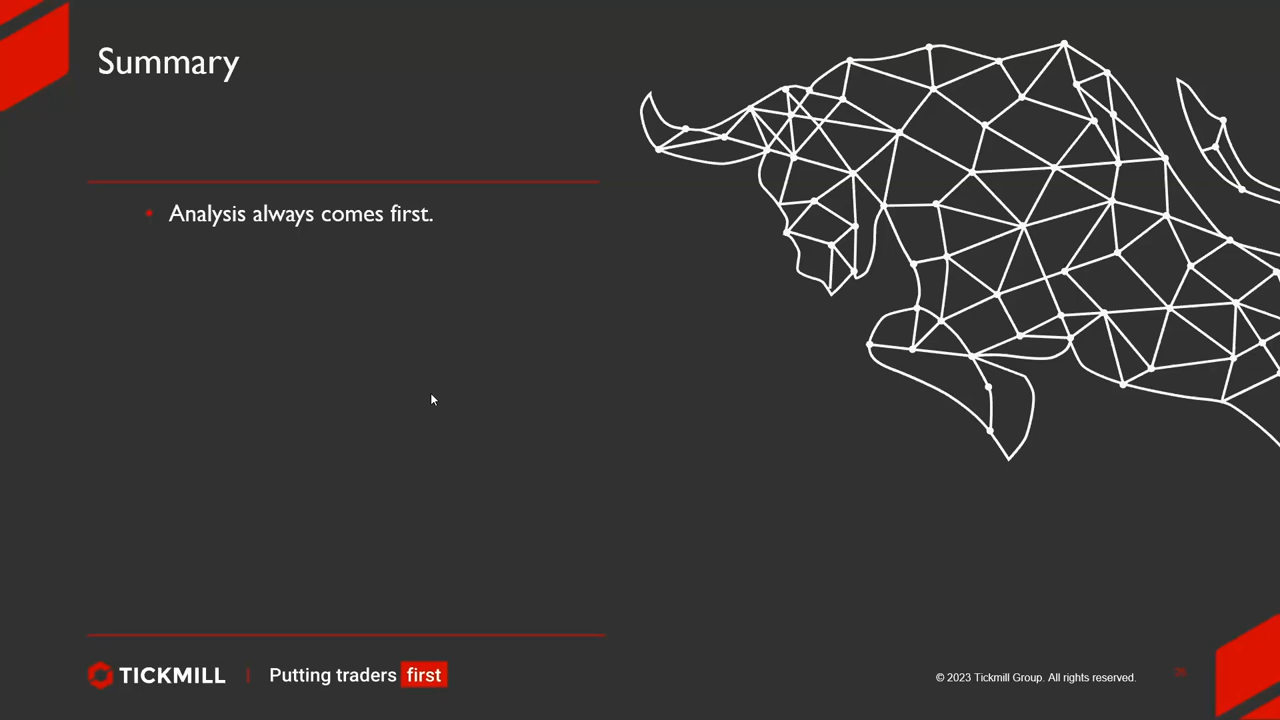 Summary
• Analysis always comes first.
TICKMILL | Putting traders first
© 2023 Tickmill Group. All rights reserved.